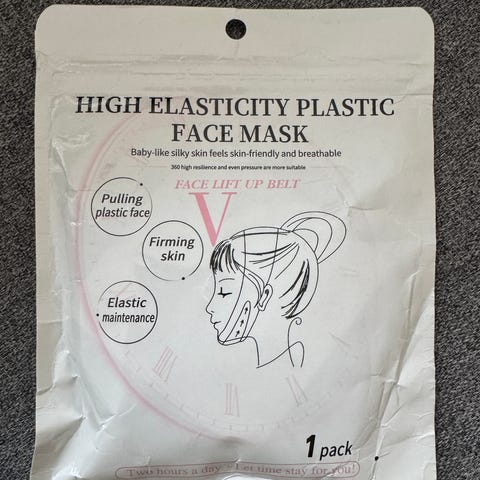 HIGH ELASTICITY PLASTIC
FACE MASK
Baby-like silky skin feels skin-friendly and breathable
360 high resilience and even pressure are more suitable
FACE LIFT UP BELT
V
Pulling
plastic face
Firming
skin
Elastic
maintenance
III
VI
1 pack
Two hours a day Let time stay for you!